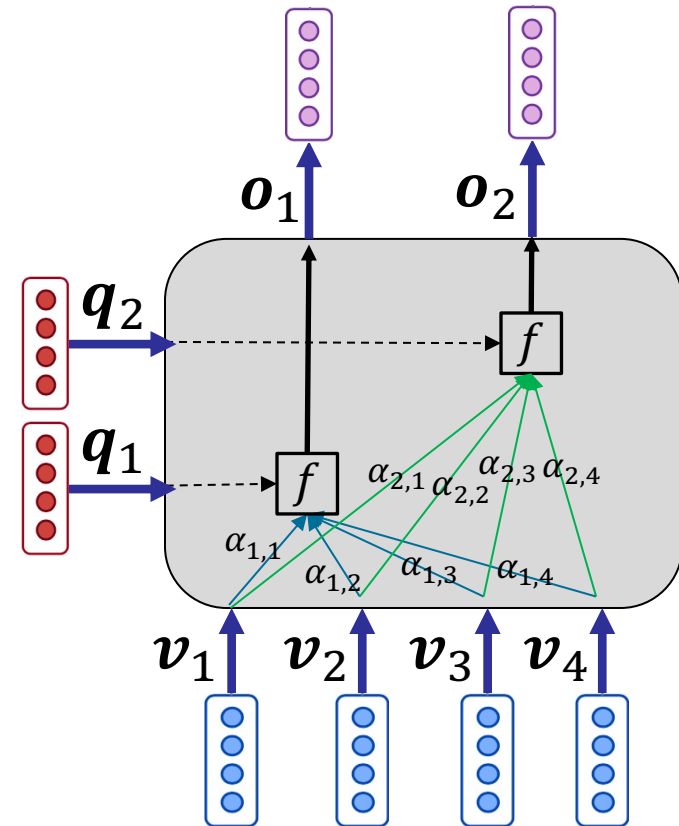 o₁ o₂
q₂
f
q₁
f
α₂,₁ α₂,₂ α₂,₃ α₂,₄
α₁,₁ α₁,₂ α₁,₃ α₁,₄
v₁ v₂ v₃ v₄